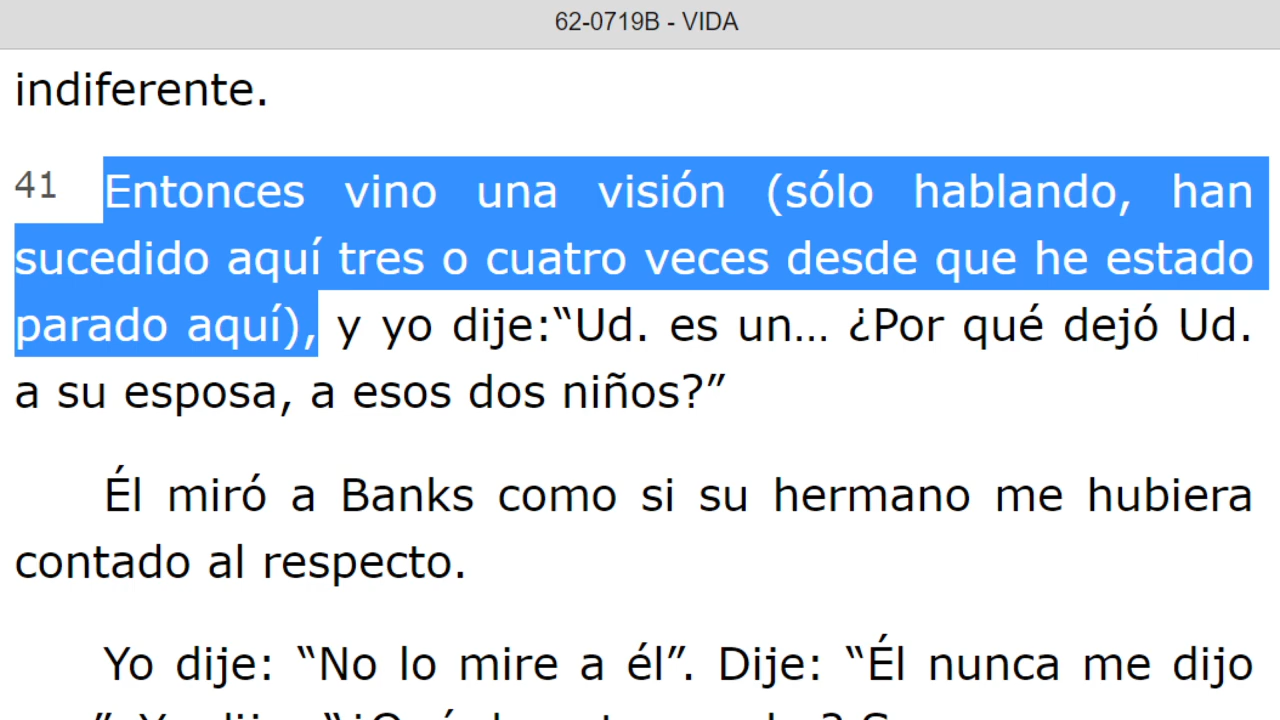 62-0719B - VIDA
indiferente.
41 Entonces vino una visión (sólo hablando, han
sucedido aquí tres o cuatro veces desde que he estado
parado aquí), y yo dije:“Ud. es un... ¿Por qué dejó Ud.
a su esposa, a esos dos niños?”
Él miró a Banks como si su hermano me hubiera
contado al respecto.
Yo dije: “No lo mire a él”. Dije: “Él nunca me dijo